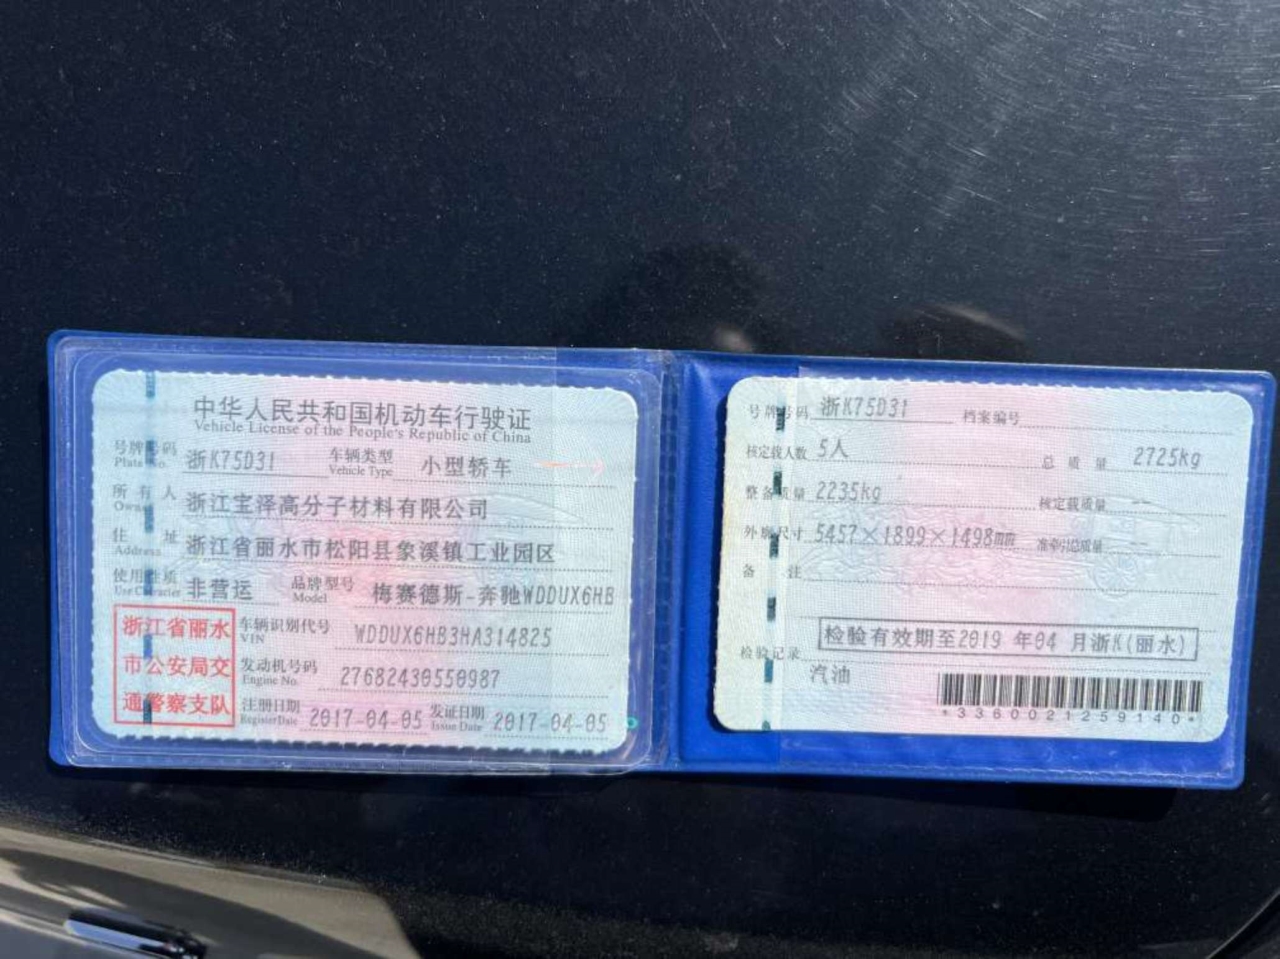 中华人民共和国机动车行驶证
Vehicle License of the People's Republic of China
号牌号码 浙K75D31 车辆类型 小型轿车
Plate No. Vehicle Type
所有人 浙江宝泽高分子材料有限公司
Owner
住址 浙江省丽水市松阳县象溪镇工业园区
Address
使用性质 非营运 品牌型号 梅赛德斯-奔驰WDDUX6HB
Use Character Model
浙江省丽水
市公安局交
通警察支队
车辆识别代号 WDDUX6HB3HA314825
VIN
发动机号码 27682430550987
Engine No.
注册日期 2017-04-05 发证日期 2017-04-05
Register Date Issue Date
号牌号码 浙K75D31 档案编号
核定载人数 5人 总质量 2725kg
整备质量 2235kg 核定载质量 --
外廓尺寸 5457×1899×1498mm 准牵引总质量 --
备注
检验有效期至2019 年04 月浙K(丽水)
检验记录
汽油
*3360021259140*